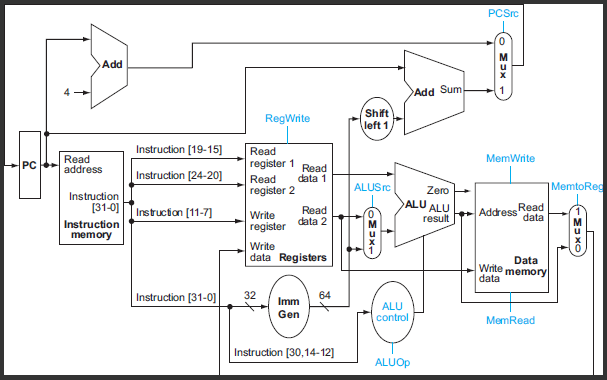 PCSrc
Add
0
M
u
x
1
4
Add Sum
Shift
left 1
RegWrite
PC
Read
address
Instruction
[31-0]
Instruction
memory
Instruction [19-15]
Instruction [24-20]
Instruction [11-7]
Read
register 1
Read
data 1
Read
register 2
Write
register
Read
data 2
Write
data Registers
ALUSrc
0
M
u
x
1
Zero
ALU ALU
result
MemWrite
Address
Read
data
Data
memory
Write
data
MemRead
MemtoReg
1
M
u
x
0
Instruction [31-0]
32
Imm
Gen
64
ALU
control
Instruction [30,14-12]
ALUOp